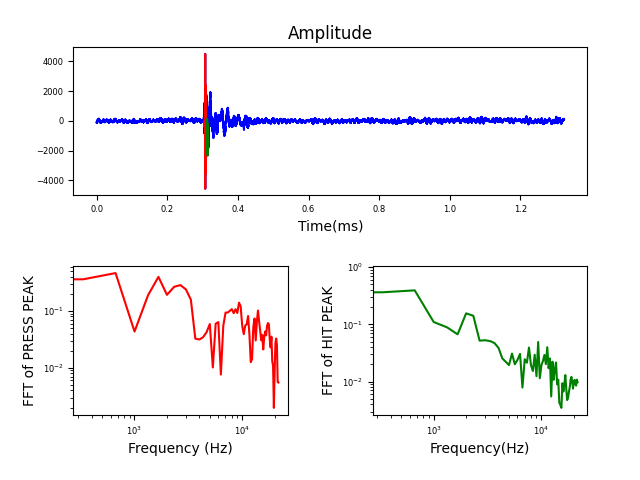 Amplitude
4000
2000
0
−2000
−4000
0.0 0.2 0.4 0.6 0.8 1.0 1.2
Time(ms)
FFT of PRESS PEAK
10⁻¹
10⁻²
10³ 10⁴
Frequency (Hz)
FFT of HIT PEAK
10⁰
10⁻¹
10⁻²
10³ 10⁴
Frequency(Hz)